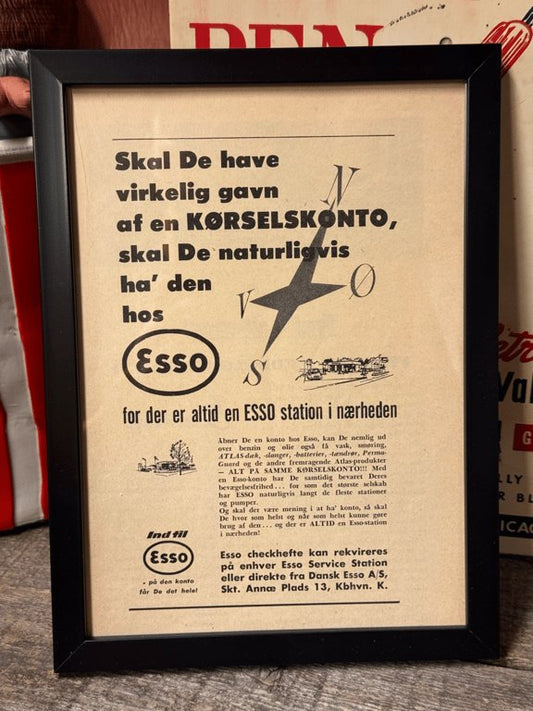 PEN
Skal De have
virkelig gavn
af en KØRSELSKONTO,
skal De naturligvis
ha' den
hos
N
V
Ø
S
Esso
for der er altid en ESSO station i nærheden
Åbner De en konto hos Esso, kan De nemlig ud
over benzin og olie også få vask, smøring,
ATLAS-dæk, -slanger, -batterier, -tændrør, Perma-
Guard og de andre fremragende Atlas-produkter
— ALT PÅ SAMME KØRSELSKONTO!!! Med
en Esso-konto har De samtidig bevaret Deres
bevægelsesfrihed . . . for som det største selskab
har ESSO naturligvis langt de fleste stationer
og pumper.
Og skal der være mening i at ha' konto, så skal
De hvor som helst og når som helst kunne gøre
brug af den . . . og der er ALTID en Esso-station
i nærheden!
Ind til
Esso
- på den konto
får De det hele!
Esso checkhefte kan rekvireres
på enhver Esso Service Station
eller direkte fra Dansk Esso A/S,
Skt. Annæ Plads 13, Kbhvn. K.